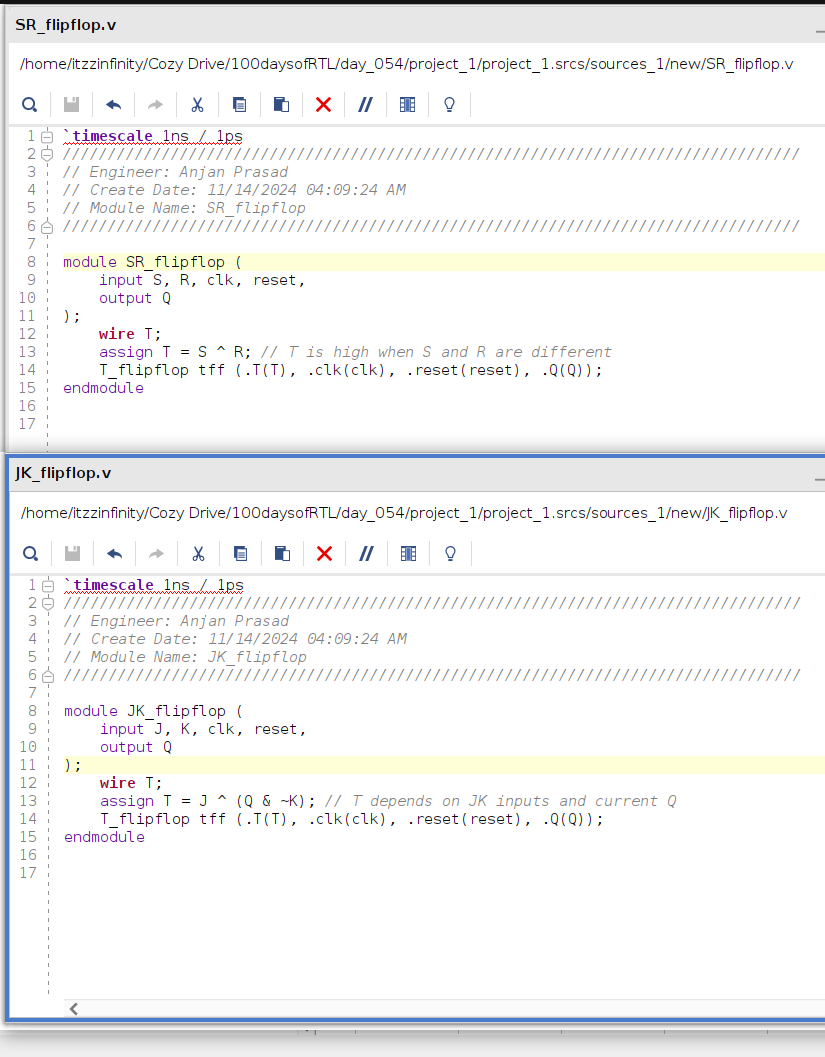 SR_flipflop.v
/home/itzzinfinity/Cozy Drive/100daysofRTL/day_054/project_1/project_1.srcs/sources_1/new/SR_flipflop.v
1 `timescale 1ns / 1ps
2 //////////////////////////////////////////////////////////////////////////////////
3 // Engineer: Anjan Prasad
4 // Create Date: 11/14/2024 04:09:24 AM
5 // Module Name: SR_flipflop
6 //////////////////////////////////////////////////////////////////////////////////
7
8 module SR_flipflop (
9     input S, R, clk, reset,
10     output Q
11 );
12     wire T;
13     assign T = S ^ R; // T is high when S and R are different
14     T_flipflop tff (.T(T), .clk(clk), .reset(reset), .Q(Q));
15 endmodule
16
17
JK_flipflop.v
/home/itzzinfinity/Cozy Drive/100daysofRTL/day_054/project_1/project_1.srcs/sources_1/new/JK_flipflop.v
1 `timescale 1ns / 1ps
2 //////////////////////////////////////////////////////////////////////////////////
3 // Engineer: Anjan Prasad
4 // Create Date: 11/14/2024 04:09:24 AM
5 // Module Name: JK_flipflop
6 //////////////////////////////////////////////////////////////////////////////////
7
8 module JK_flipflop (
9     input J, K, clk, reset,
10     output Q
11 );
12     wire T;
13     assign T = J ^ (Q & ~K); // T depends on JK inputs and current Q
14     T_flipflop tff (.T(T), .clk(clk), .reset(reset), .Q(Q));
15 endmodule
16
17